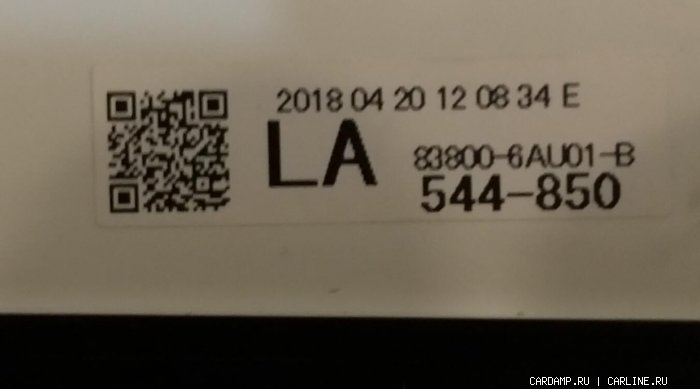 2018 04 20 12 08 34 E
LA
83800-6AU01-B
544-850
CARDAMP.RU | CARLINE.RU